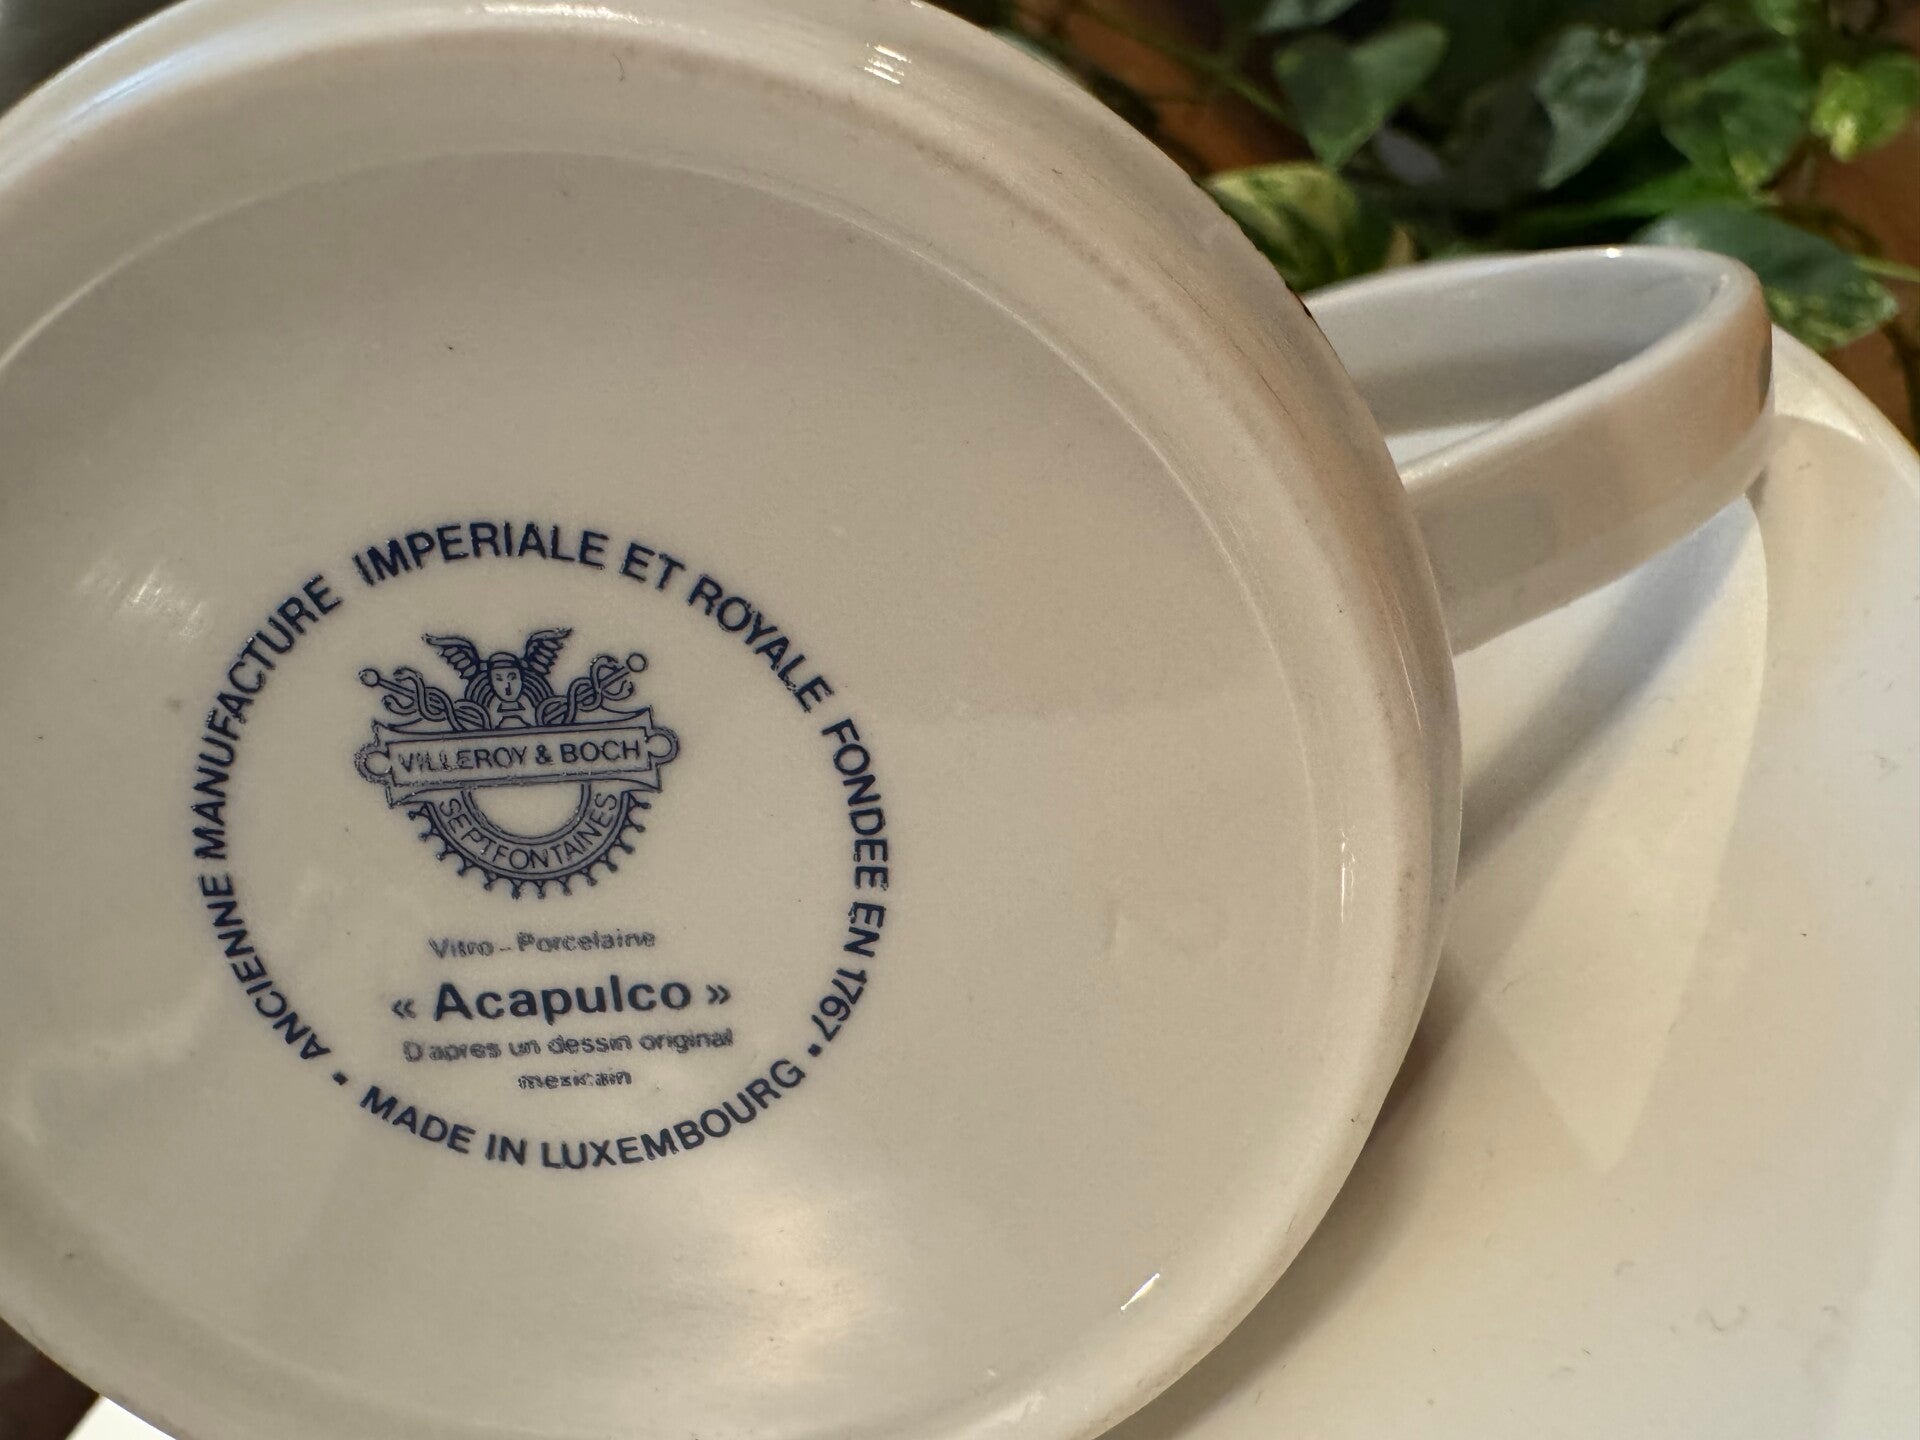 ANCIENNE MANUFACTURE IMPERIALE ET ROYALE FONDEE EN 1767 •
VILLEROY & BOCH
SEPTFONTAINES
Vitro - Porcelaine
« Acapulco »
D'apres un dessin original
mexicain
MADE IN LUXEMBOURG •